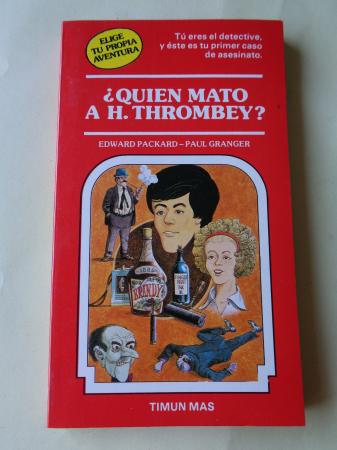 ELIGE
TU PROPIA
AVENTURA
Tú eres el detective,
y éste es tu primer caso
de asesinato.
¿QUIEN MATO
A H. THROMBEY?
EDWARD PACKARD – PAUL GRANGER
BRINDY
TIMUN MAS